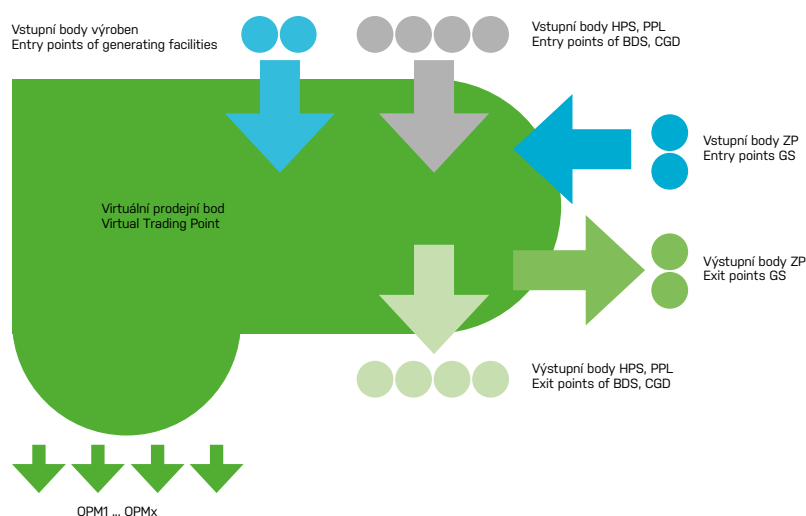 Vstupní body výroben
Entry points of generating facilities
Vstupní body HPS, PPL
Entry points of BDS, CGD
Vstupní body ZP
Entry points GS
Virtuální prodejní bod
Virtual Trading Point
Výstupní body ZP
Exit points GS
Výstupní body HPS, PPL
Exit points of BDS, CGD
OPM1 ... OPMx